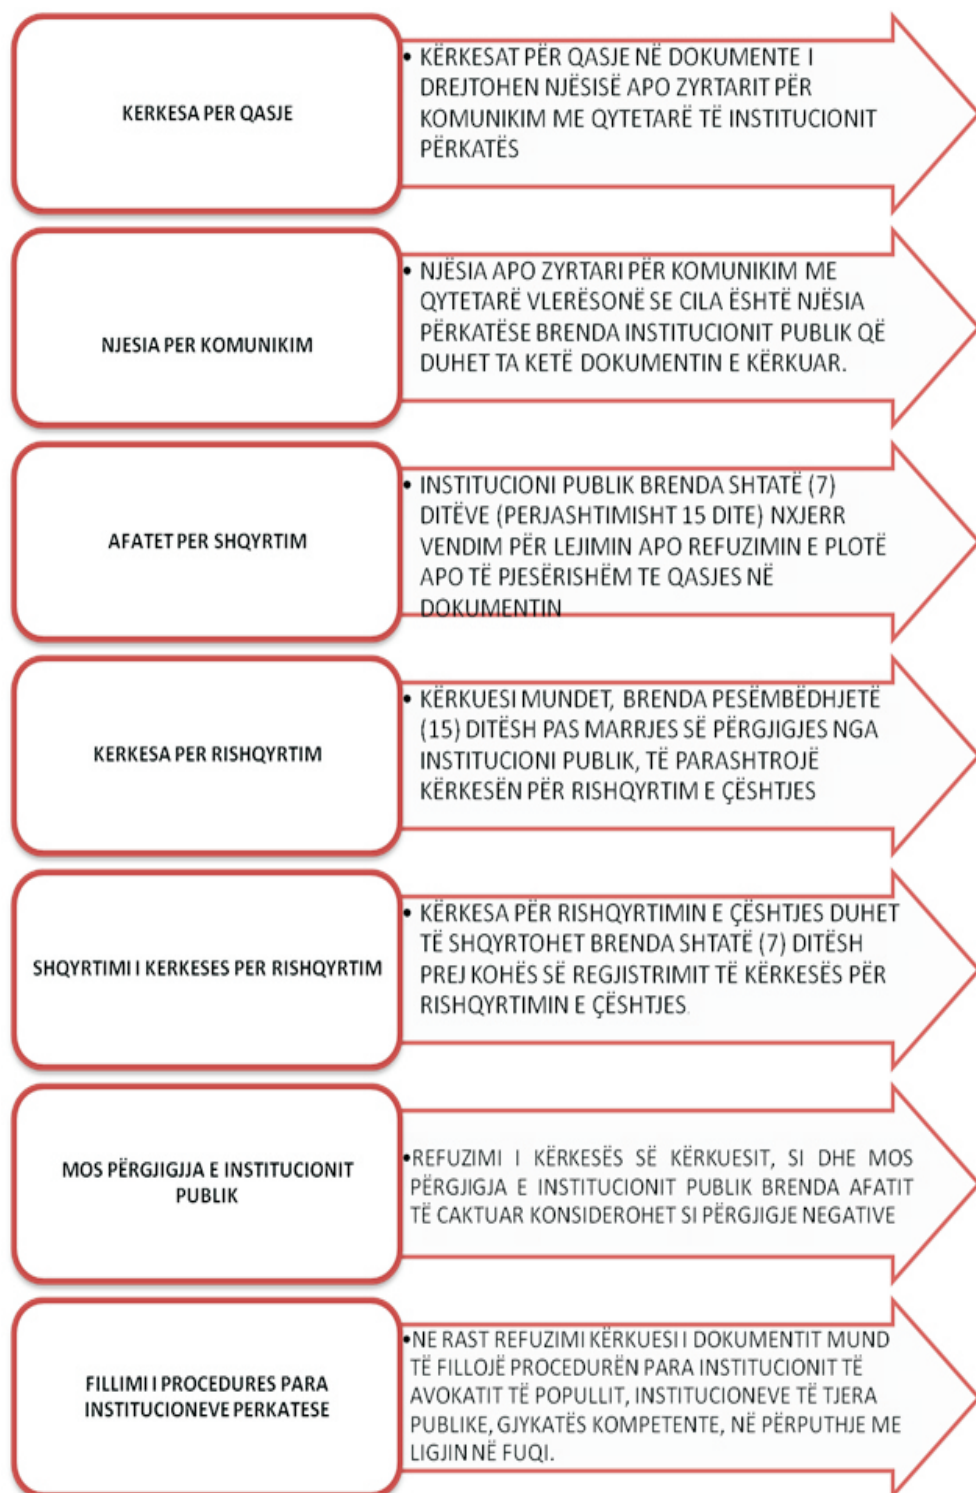 KERKESA PER QASJE
• KËRKESAT PËR QASJE NË DOKUMENTE I
DREJTOHEN NJËSISË APO ZYRTARIT PËR
KOMUNIKIM ME QYTETARË TË INSTITUCIONIT
PËRKATËS
NJESIA PER KOMUNIKIM
• NJËSIA APO ZYRTARI PËR KOMUNIKIM ME
QYTETARË VLERËSONË SE CILA ËSHTË NJËSIA
PËRKATËSE BRENDA INSTITUCIONIT PUBLIK QË
DUHET TA KETË DOKUMENTIN E KËRKUAR.
AFATET PER SHQYRTIM
• INSTITUCIONI PUBLIK BRENDA SHTATË (7)
DITËVE (PERJASHTIMISHT 15 DITE) NXJERR
VENDIM PËR LEJIMIN APO REFUZIMIN E PLOTË
APO TË PJESËRISHËM TE QASJES NË
DOKUMENTIN
KERKESA PER RISHQYRTIM
• KËRKUESI MUNDET, BRENDA PESËMBËDHJETË
(15) DITËSH PAS MARRJES SË PËRGJIGJES NGA
INSTITUCIONI PUBLIK, TË PARASHTROJË
KËRKESËN PËR RISHQYRTIM E ÇËSHTJES
SHQYRTIMI I KERKESES PER RISHQYRTIM
• KËRKESA PËR RISHQYRTIMIN E ÇËSHTJES DUHET
TË SHQYRTOHET BRENDA SHTATË (7) DITËSH
PREJ KOHËS SË REGJISTRIMIT TË KËRKESËS PËR
RISHQYRTIMIN E ÇËSHTJES.
MOS PËRGJIGJJA E INSTITUCIONIT
PUBLIK
•REFUZIMI I KËRKESËS SË KËRKUESIT, SI DHE MOS
PËRGJIGJA E INSTITUCIONIT PUBLIK BRENDA AFATIT
TË CAKTUAR KONSIDEROHET SI PËRGJIGJE NEGATIVE
FILLIMI I PROCEDURES PARA
INSTITUCIONEVE PERKATESE
•NE RAST REFUZIMI KËRKUESI I DOKUMENTIT MUND
TË FILLOJË PROCEDURËN PARA INSTITUCIONIT TË
AVOKATIT TË POPULLIT, INSTITUCIONEVE TË TJERA
PUBLIKE, GJYKATËS KOMPETENTE, NË PËRPUTHJE ME
LIGJIN NË FUQI.